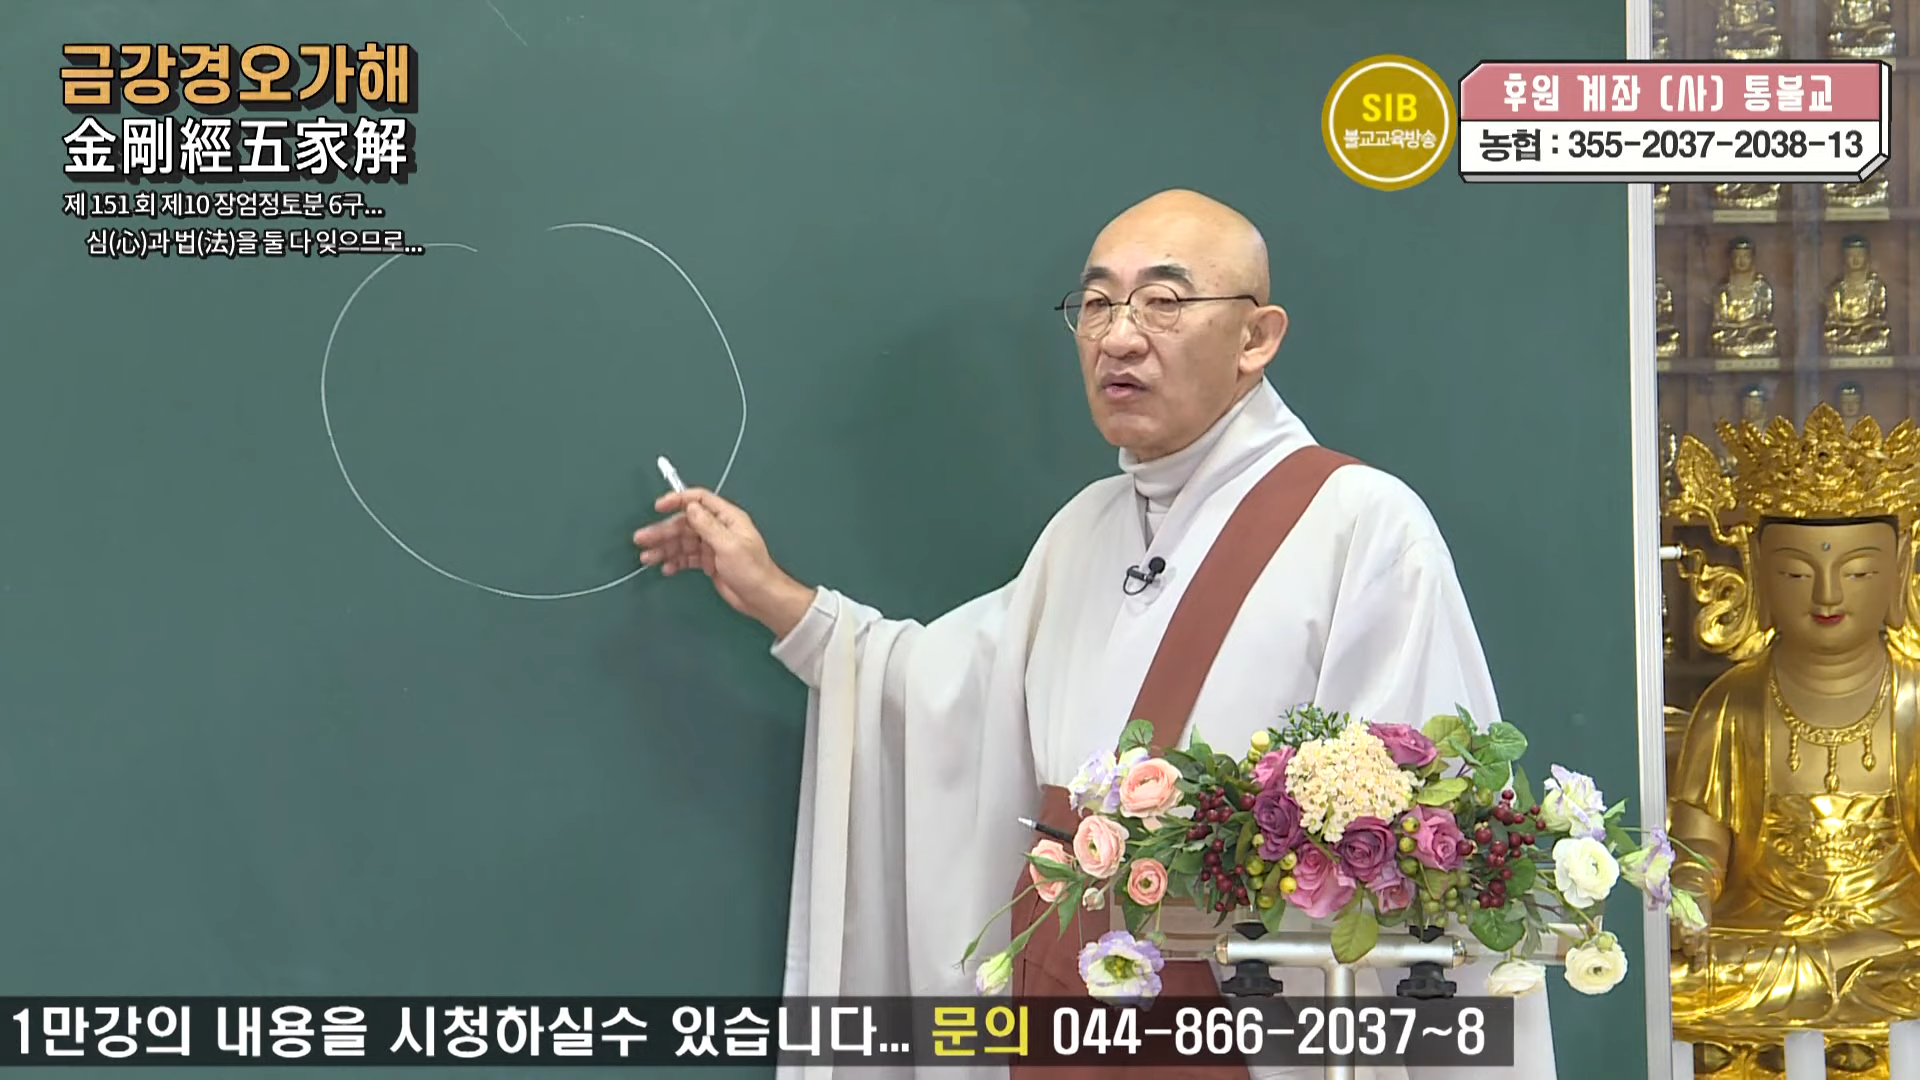 금강경오가해
金剛經五家解
제 151 회 제10 장엄정토분 6구...
심(心)과 법(法)을 둘 다 잊으므로...
SIB
불교교육방송
후원 계좌 (사) 통불교
농협 : 355-2037-2038-13
1만강의 내용을 시청하실수 있습니다... 문의 044-866-2037~8